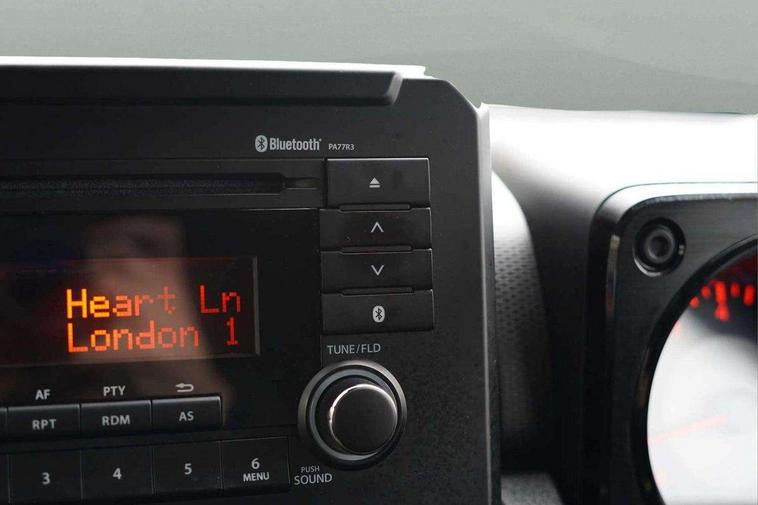 Bluetooth PA77R3
Heart Ln
London 1
TUNE/FLD
AF PTY
RPT RDM AS
3 4 5 6
MENU
PUSH
SOUND